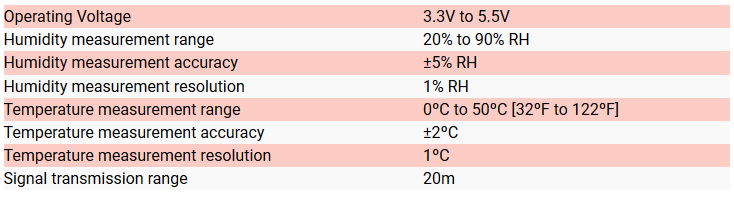 Operating Voltage 3.3V to 5.5V
Humidity measurement range 20% to 90% RH
Humidity measurement accuracy ±5% RH
Humidity measurement resolution 1% RH
Temperature measurement range 0ºC to 50ºC [32ºF to 122ºF]
Temperature measurement accuracy ±2ºC
Temperature measurement resolution 1ºC
Signal transmission range 20m